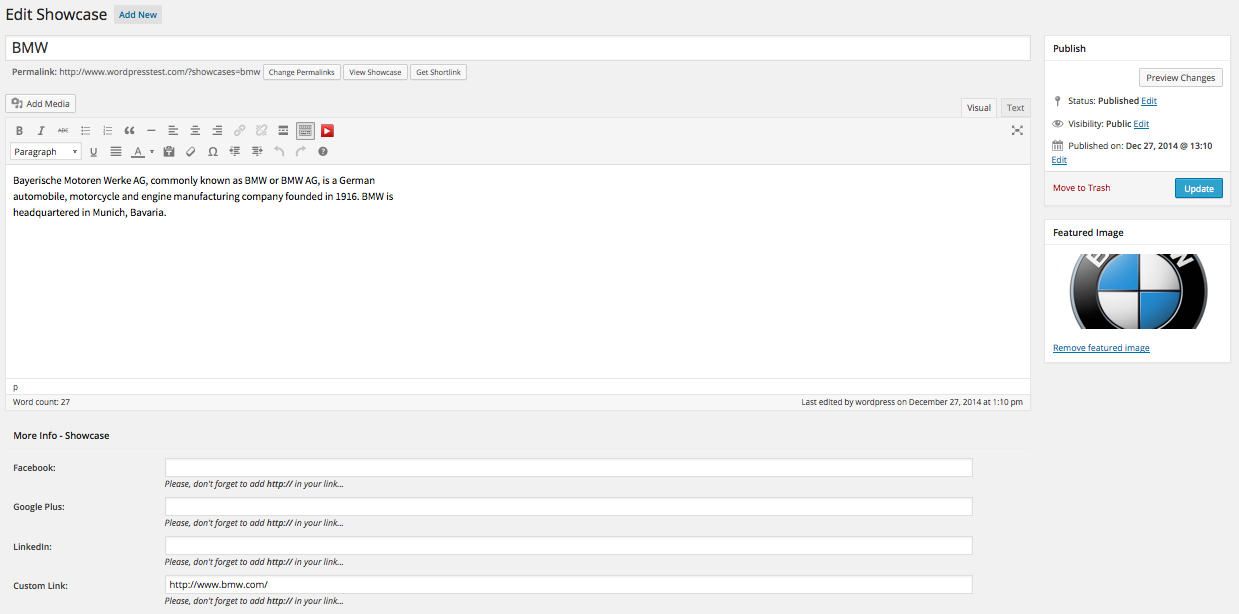 Edit Showcase Add New
BMW
Permalink: http://www.wordpresstest.com/?showcases=bmw Change Permalinks View Showcase Get Shortlink
Add Media
Visual Text
B I ABC
Paragraph U A Ω
Bayerische Motoren Werke AG, commonly known as BMW or BMW AG, is a German
automobile, motorcycle and engine manufacturing company founded in 1916. BMW is
headquartered in Munich, Bavaria.
p
Word count: 27 Last edited by wordpress on December 27, 2014 at 1:10 pm
More Info - Showcase
Facebook:
Please, don't forget to add http:// in your link...
Google Plus:
Please, don't forget to add http:// in your link...
LinkedIn:
Please, don't forget to add http:// in your link...
Custom Link: http://www.bmw.com/
Please, don't forget to add http:// in your link...
Publish
Preview Changes
Status: Published Edit
Visibility: Public Edit
Published on: Dec 27, 2014 @ 13:10
Edit
Move to Trash Update
Featured Image
B W
Remove featured image